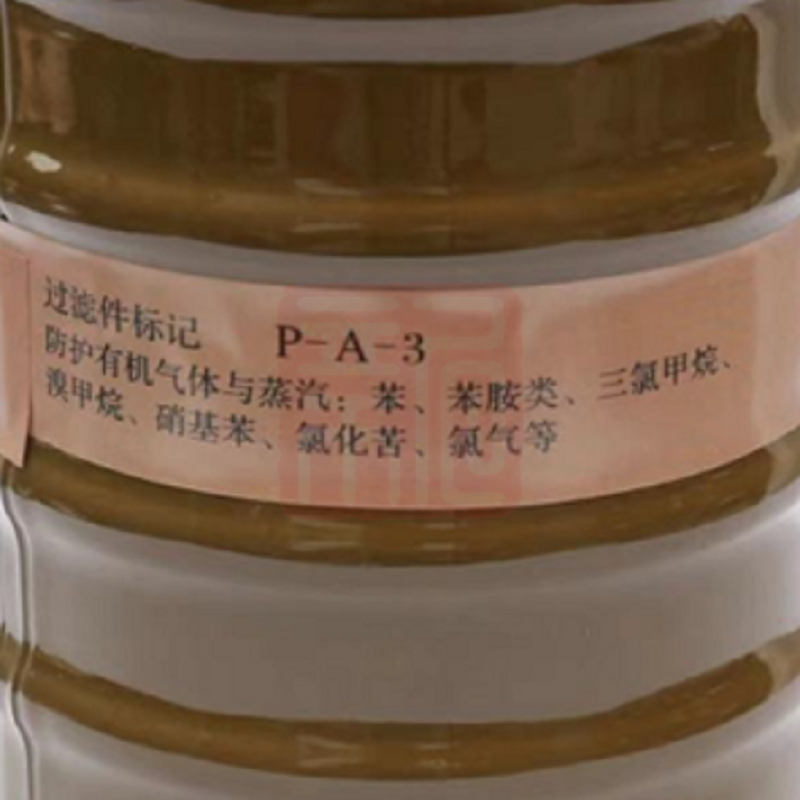 过滤件标记 P-A-3
防护有机气体与蒸汽：苯、苯胺类、三氯甲烷、
溴甲烷、硝基苯、氯化苦、氯气等